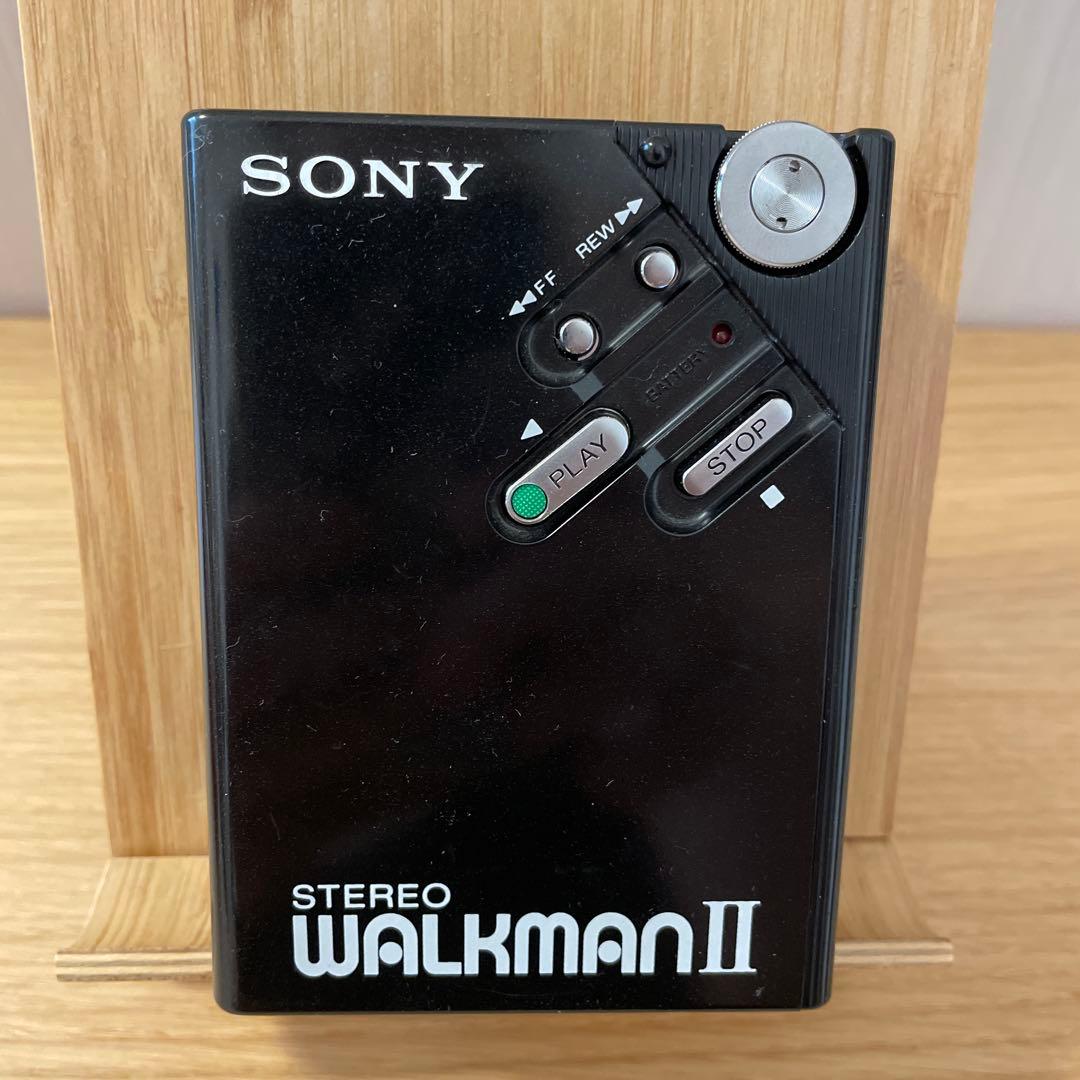 SONY
REW ▶▶
◀◀ FF
BATTERY
▲
PLAY
STOP
■
STEREO
WALKMAN II